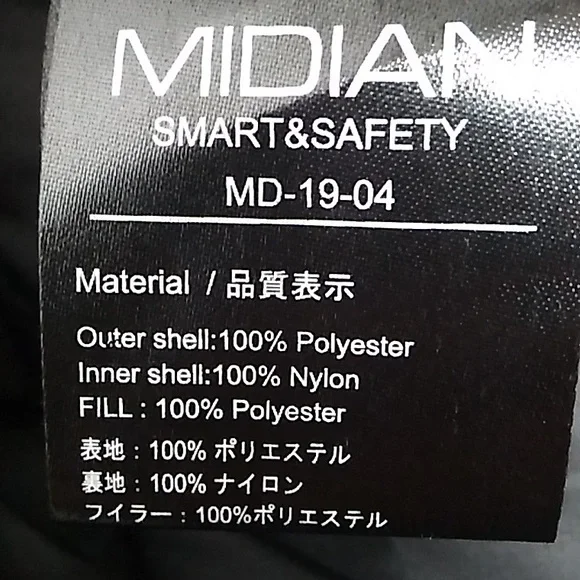 MIDIAN
SMART&SAFETY
MD-19-04
Material / 品質表示
Outer shell:100% Polyester
Inner shell:100% Nylon
FILL : 100% Polyester
表地 : 100% ポリエステル
裏地 : 100% ナイロン
フイラー : 100%ポリエステル